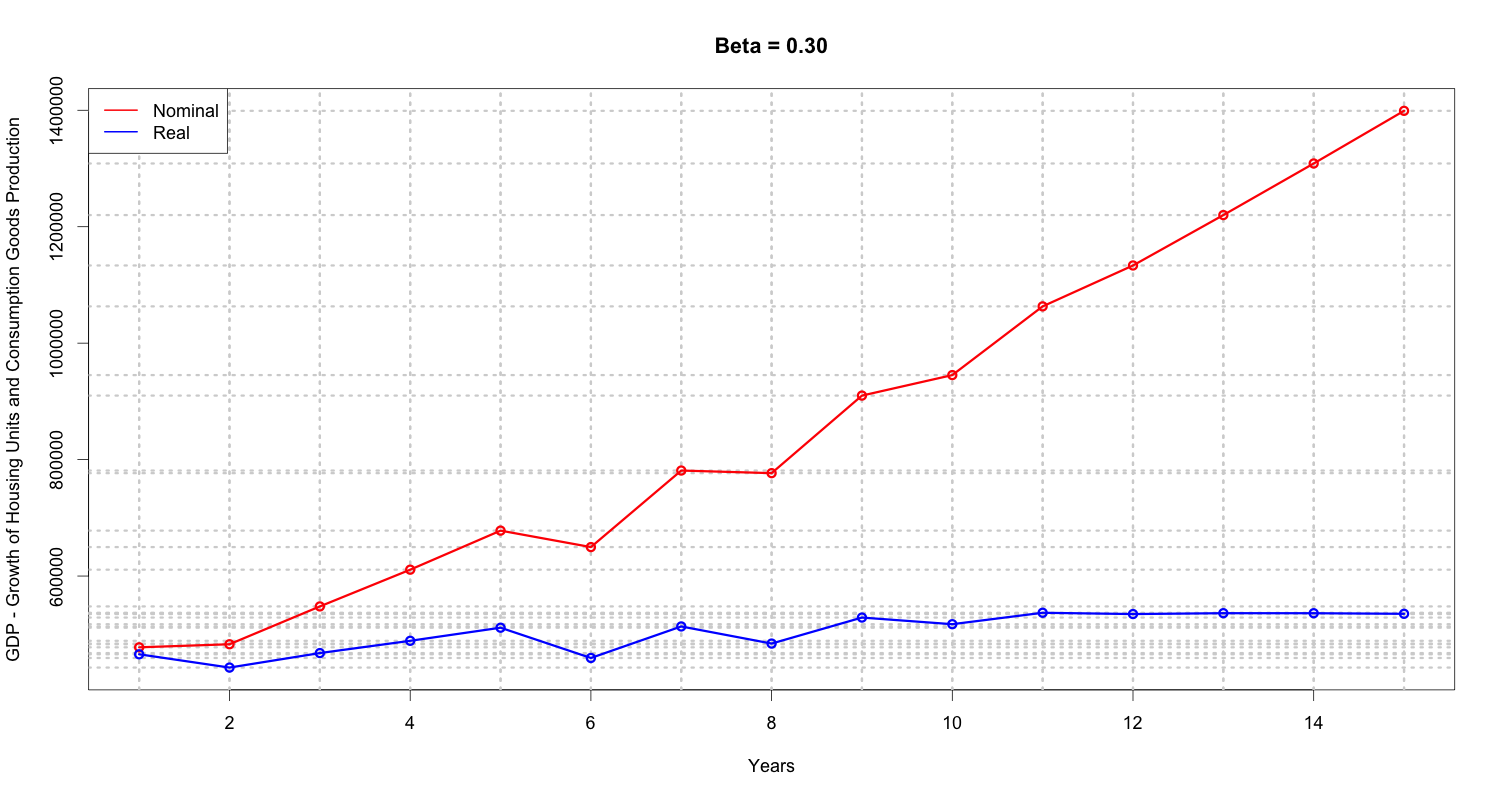 Beta = 0.30
Nominal
Real
GDP - Growth of Housing Units and Consumption Goods Production
1400000
1200000
1000000
800000
600000
2 4 6 8 10 12 14
Years